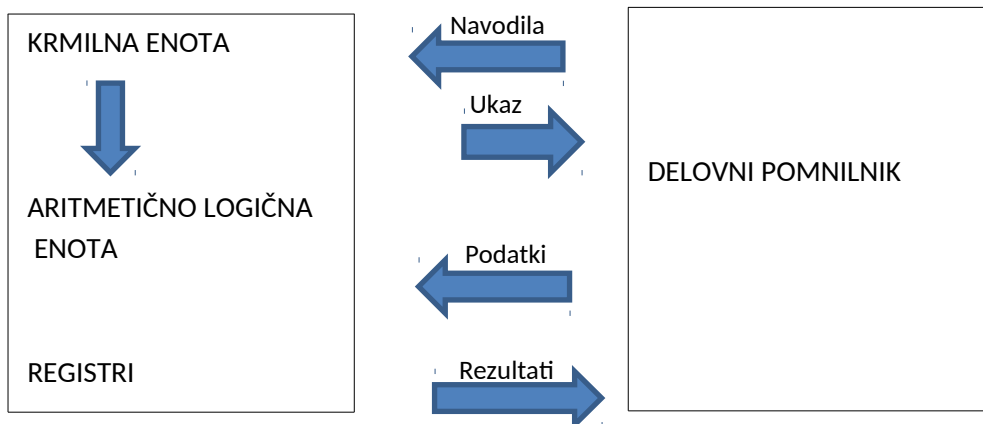 KRMILNA ENOTA
ARITMETIČNO LOGIČNA
ENOTA
REGISTRI
Navodila
Ukaz
Podatki
Rezultati
DELOVNI POMNILNIK